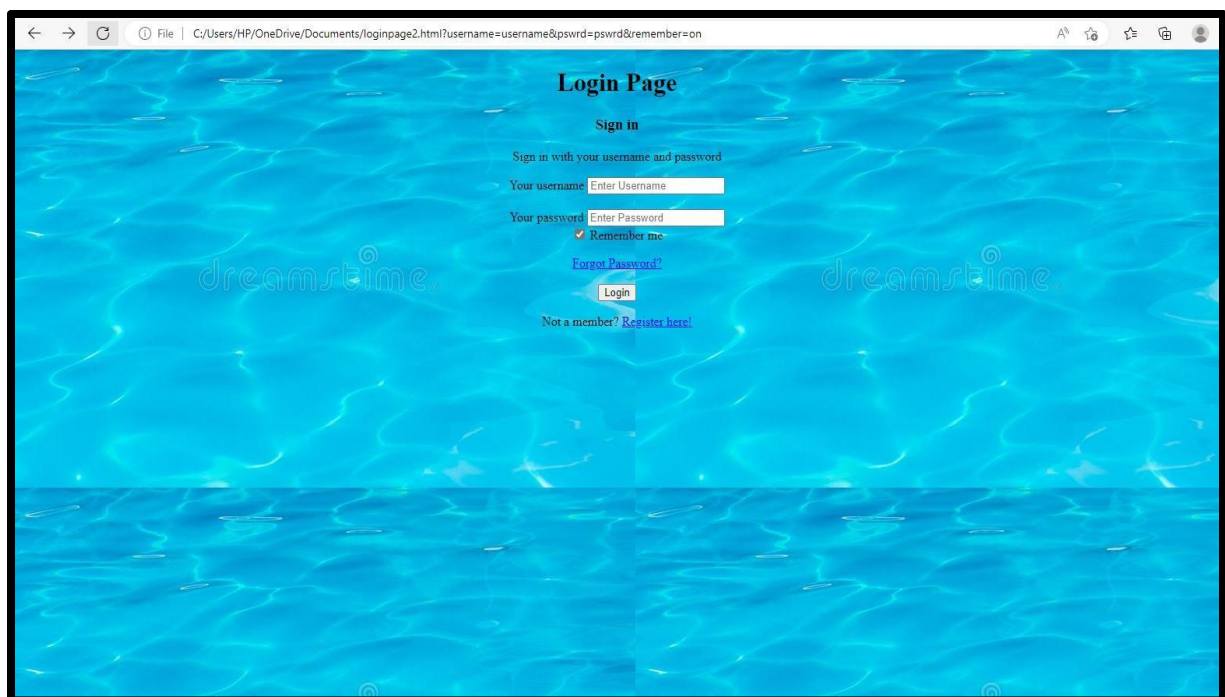 File | C:/Users/HP/OneDrive/Documents/loginpage2.html?username=username&pswrd=pswrd&remember=on
Login Page
Sign in
Sign in with your username and password
Your username Enter Username
Your password Enter Password
Remember me
dreamstime. dreamstime.
Forgot Password?
Login
Not a member? Register here!